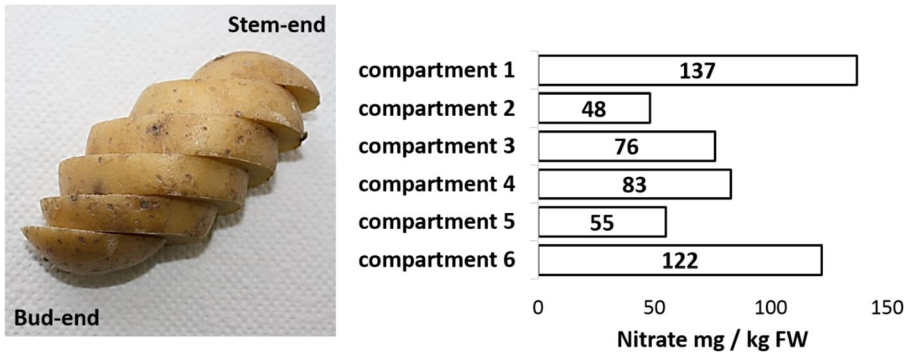 Stem-end
Bud-end
compartment 1
137
compartment 2
48
compartment 3
76
compartment 4
83
compartment 5
55
compartment 6
122
0 50 100 150
Nitrate mg / kg FW